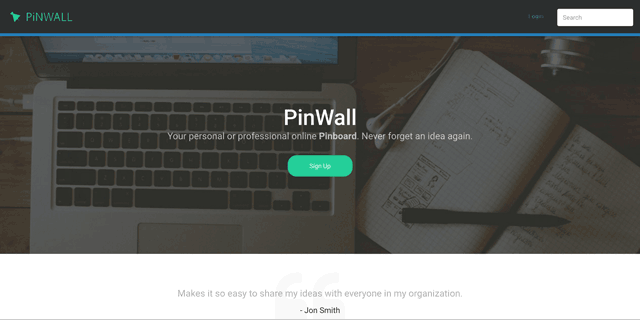 PiNWALL
Login
Search
PinWall
Your personal or professional online Pinboard. Never forget an idea again.
Sign Up
Makes it so easy to share my ideas with everyone in my organization.
- Jon Smith